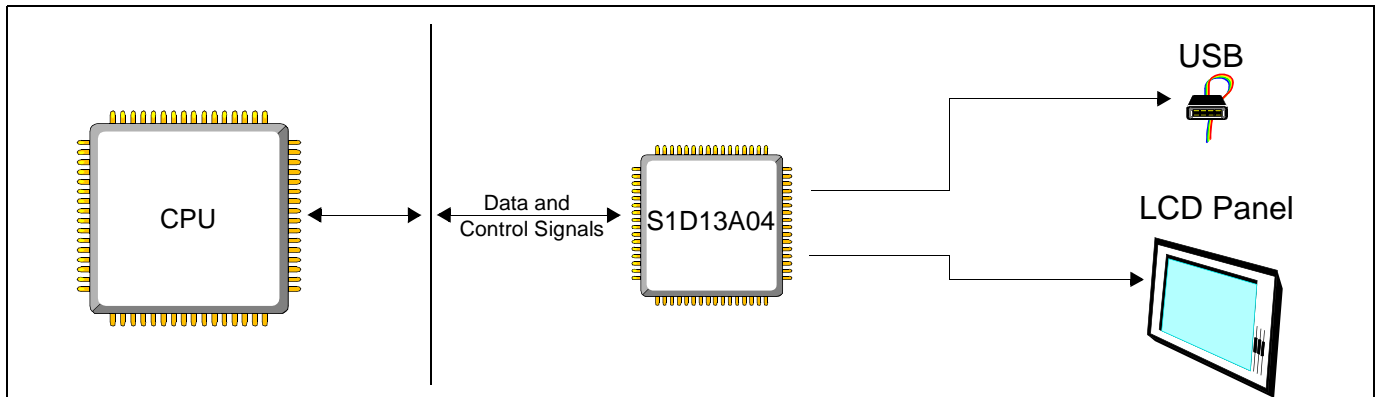 CPU
Data and
Control Signals
S1D13A04
USB
LCD Panel